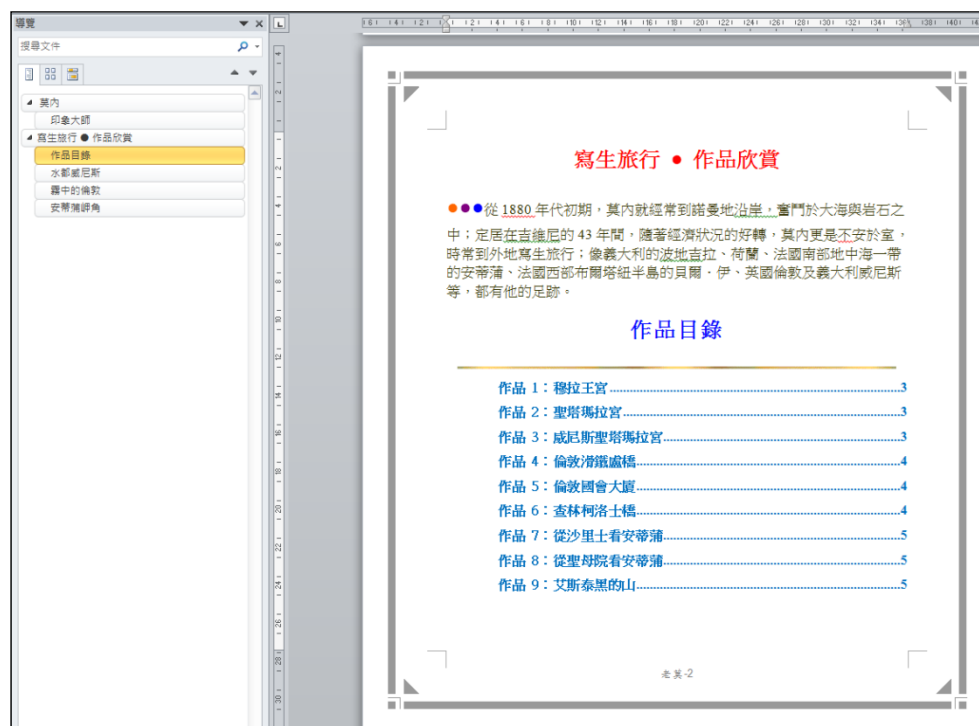 導覽
搜尋文件
莫內
印象大師
寫生旅行 ● 作品欣賞
作品目錄
水都威尼斯
霧中的倫敦
安蒂蒲岬角
寫生旅行 ● 作品欣賞
●●●從 1880 年代初期，莫內就經常到諾曼地沿岸，奮鬥於大海與岩石之
中；定居在吉維尼的 43 年間，隨著經濟狀況的好轉，莫內更是不安於室，
時常到外地寫生旅行；像義大利的波地吉拉、荷蘭、法國南部地中海一帶
的安蒂蒲、法國西部布爾塔紐半島的貝爾．伊、英國倫敦及義大利威尼斯
等，都有他的足跡。
作品目錄
作品 1：穆拉王宮3
作品 2：聖塔瑪拉宮3
作品 3：威尼斯聖塔瑪拉宮3
作品 4：倫敦滑鐵盧橋4
作品 5：倫敦國會大廈4
作品 6：查林柯洛士橋4
作品 7：從沙里士看安蒂蒲5
作品 8：從聖母院看安蒂蒲5
作品 9：艾斯泰黑的山5
老莫-2